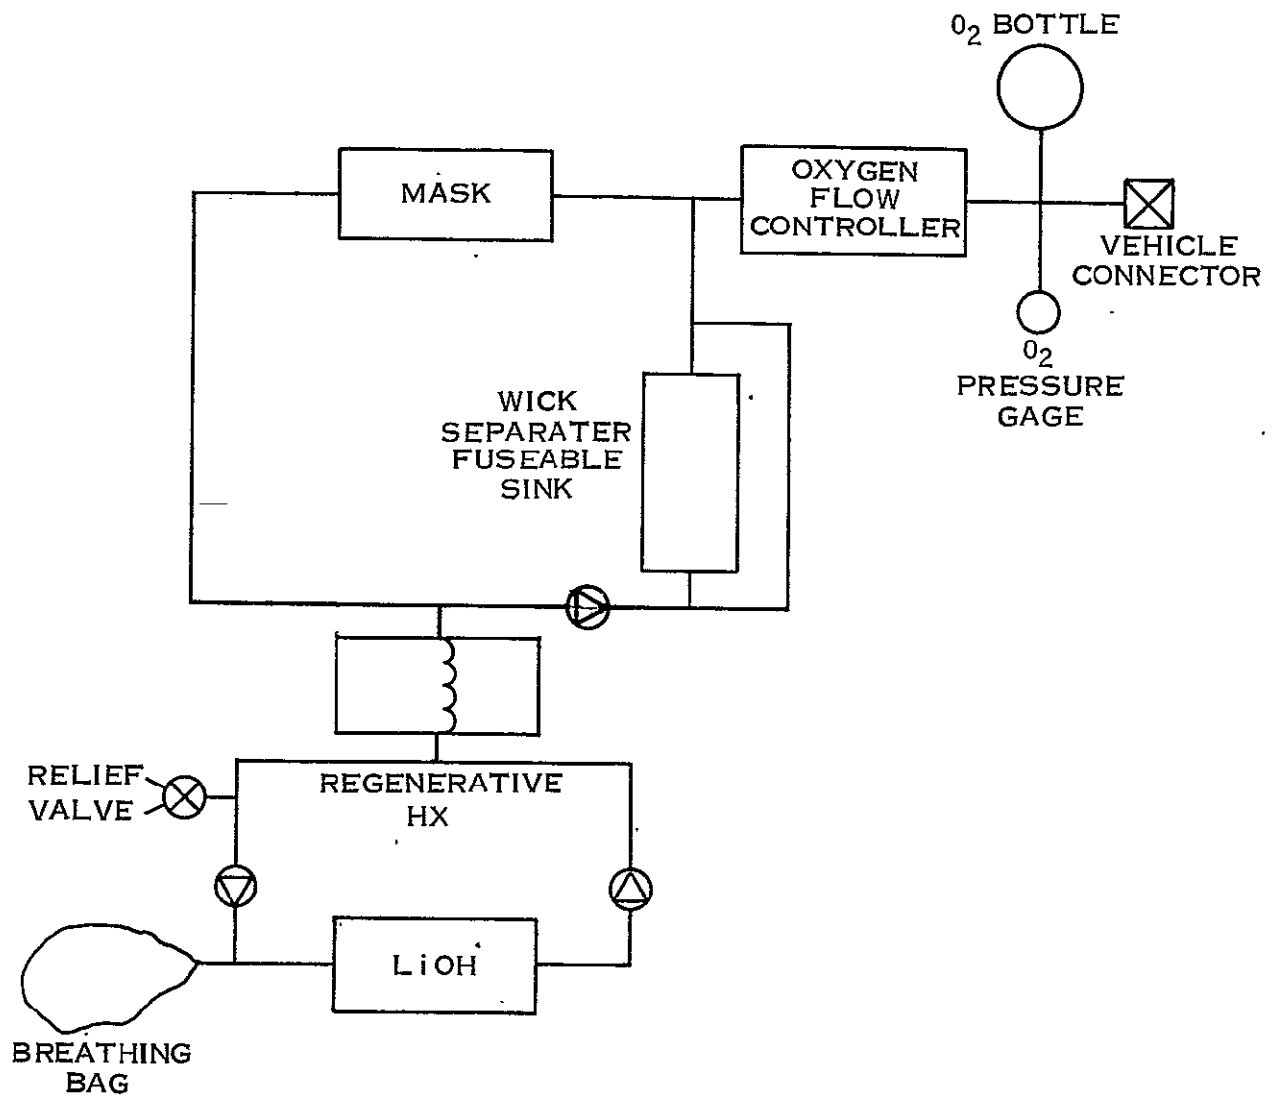 O2 BOTTLE
MASK
OXYGEN
FLOW
CONTROLLER
VEHICLE
CONNECTOR
O2
PRESSURE
GAGE
WICK
SEPARATER
FUSEABLE
SINK
RELIEF
VALVE
REGENERATIVE
HX
LiOH
BREATHING
BAG